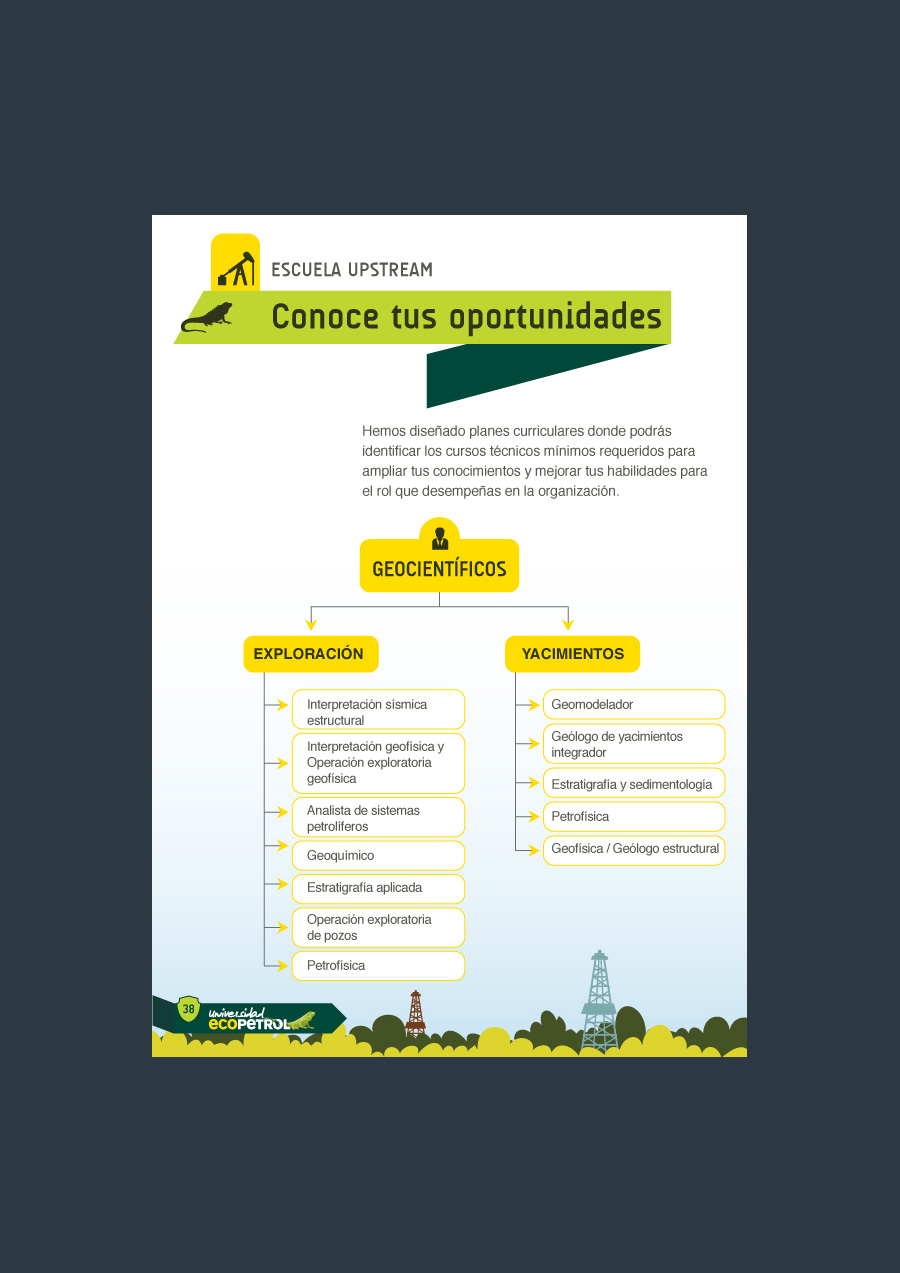 ESCUELA UPSTREAM
Conoce tus oportunidades
Hemos diseñado planes curriculares donde podrás
identificar los cursos técnicos mínimos requeridos para
ampliar tus conocimientos y mejorar tus habilidades para
el rol que desempeñas en la organización.
GEOCIENTÍFICOS
EXPLORACIÓN
Interpretación sísmica
estructural
Interpretación geofísica y
Operación exploratoria
geofísica
Analista de sistemas
petrolíferos
Geoquímico
Estratigrafía aplicada
Operación exploratoria
de pozos
Petrofísica
YACIMIENTOS
Geomodelador
Geólogo de yacimientos
integrador
Estratigrafía y sedimentología
Petrofísica
Geofísica / Geólogo estructural
38
Universidad
ECOPETROL